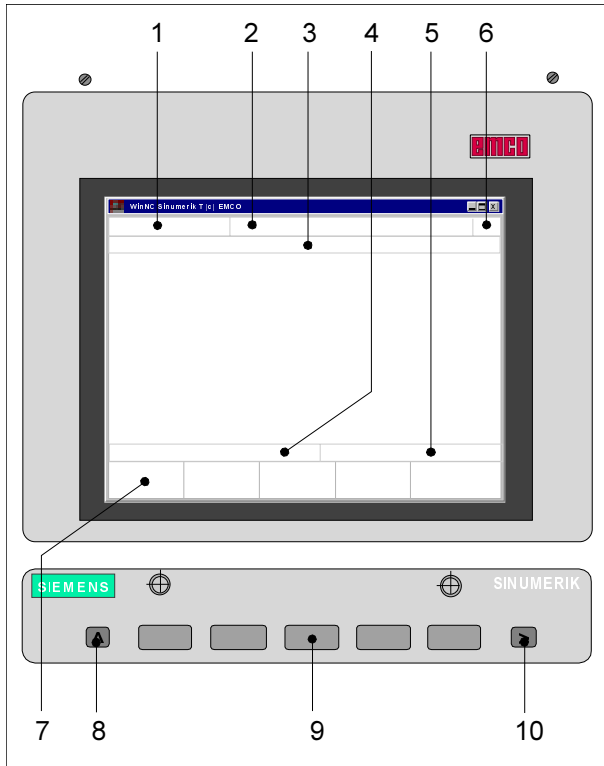 1 2 3 4 5 6
EMCO
WinNC Sinumerik T (c) EMCO
SIEMENS
SINUMERIK
7 8 9 10